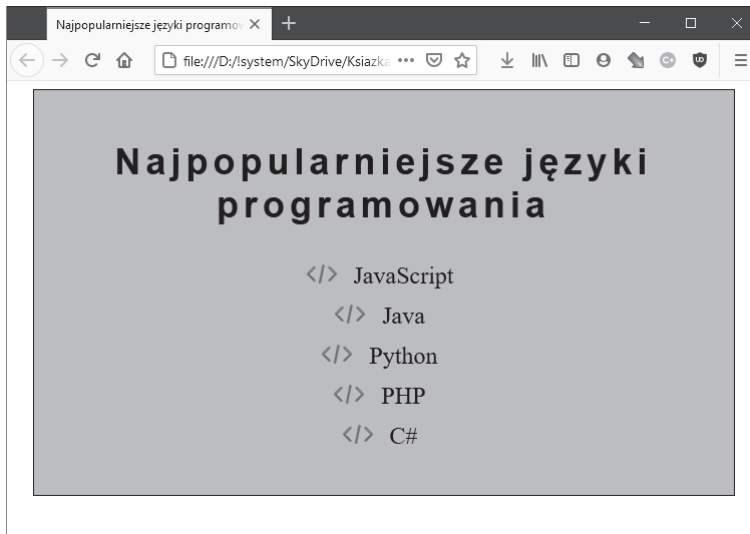 Najpopularniejsze języki programow
file:///D:/!system/SkyDrive/Ksiazka
Najpopularniejsze języki
programowania
</> JavaScript
</> Java
</> Python
</> PHP
</> C#